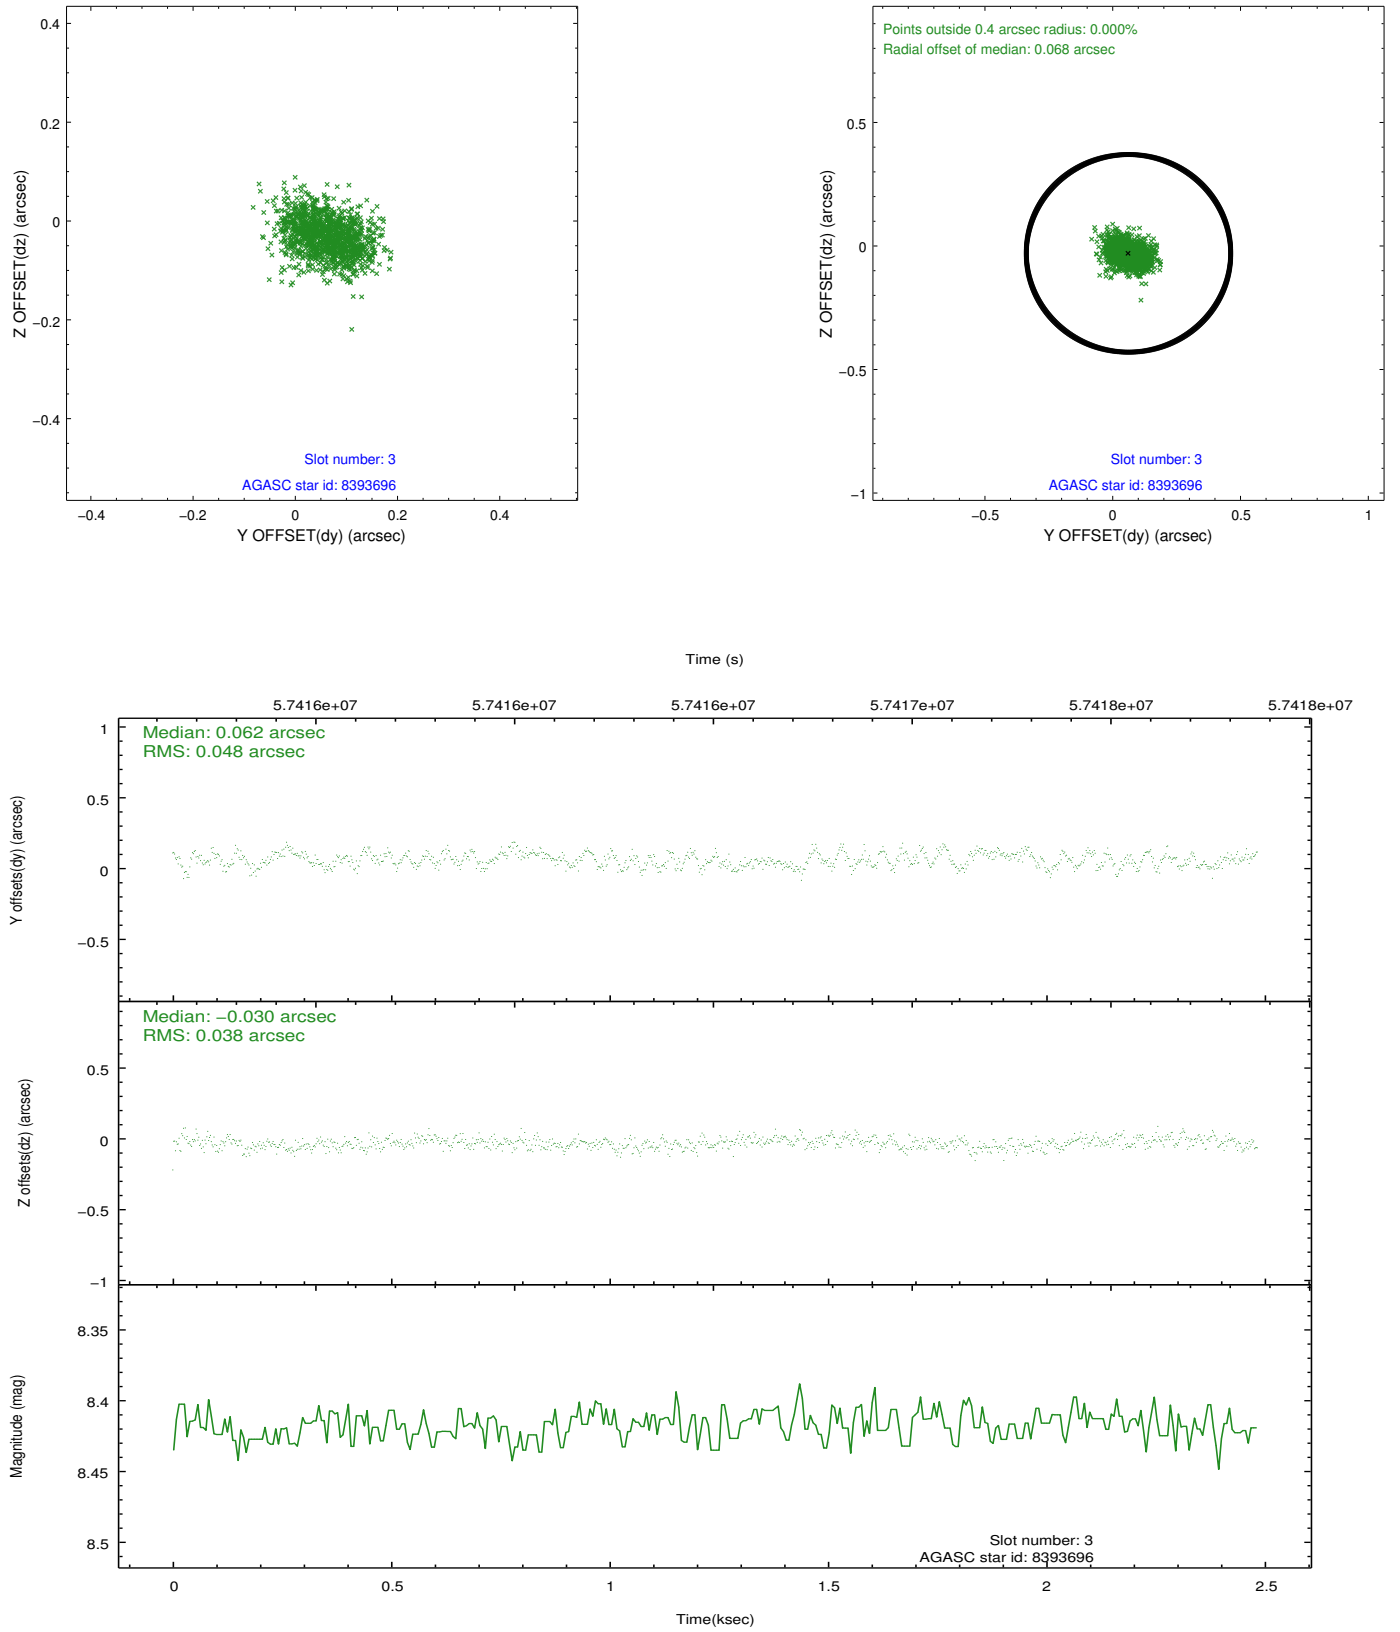 0.4
0.2
0
−0.2
−0.4
Z OFFSET(dz) (arcsec)
Slot number: 3
AGASC star id: 8393696
−0.4
−0.2
0
0.2
0.4
Y OFFSET(dy) (arcsec)
Points outside 0.4 arcsec radius: 0.000%
Radial offset of median: 0.068 arcsec
0.5
0
−0.5
−1
Z OFFSET(dz) (arcsec)
Slot number: 3
AGASC star id: 8393696
−0.5
0
0.5
1
Y OFFSET(dy) (arcsec)
Time (s)
5.7416e+07
5.7416e+07
5.7416e+07
5.7417e+07
5.7418e+07
5.7418e+07
Median: 0.062 arcsec
RMS: 0.048 arcsec
1
0.5
0
−0.5
Y offsets(dy) (arcsec)
Median: −0.030 arcsec
RMS: 0.038 arcsec
0.5
0
−0.5
−1
Z offsets(dz) (arcsec)
8.35
8.4
8.45
8.5
Magnitude (mag)
Slot number: 3
AGASC star id: 8393696
0
0.5
1
1.5
2
2.5
Time(ksec)